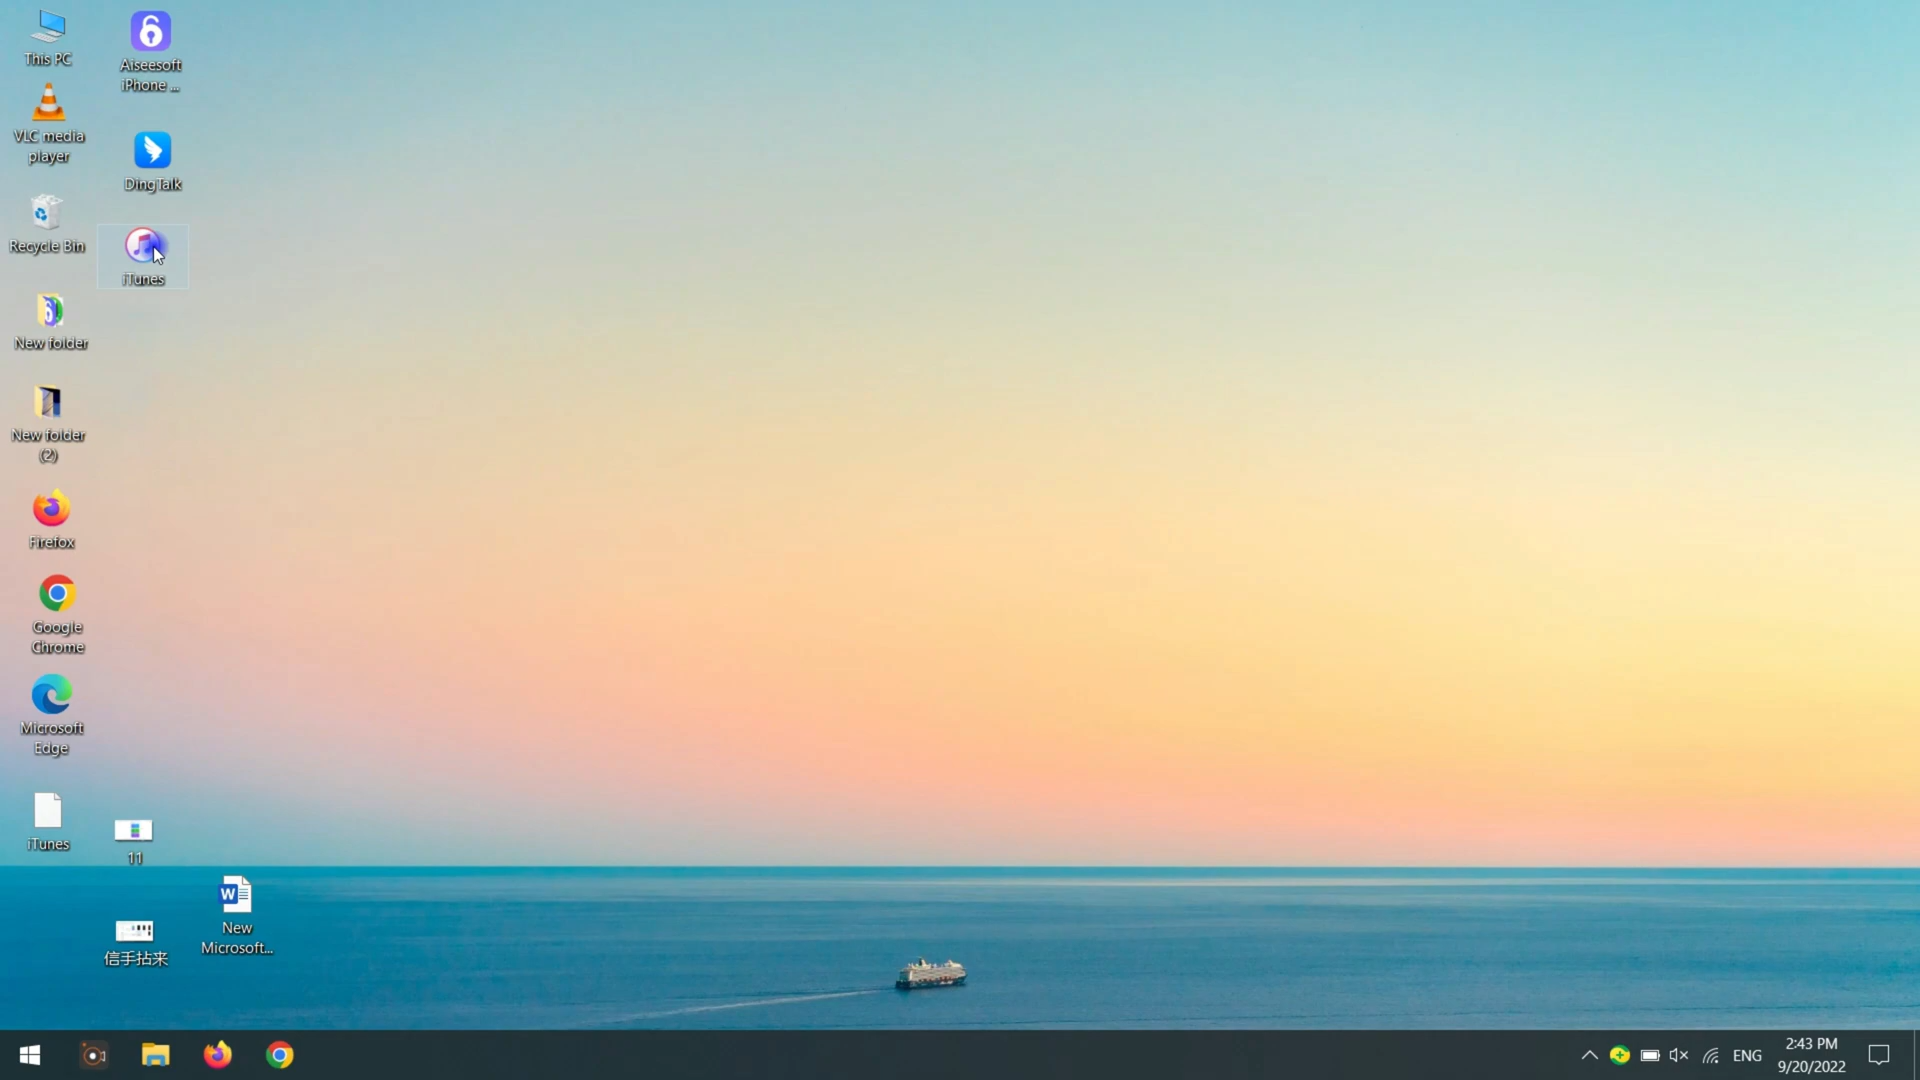 This PC
Aiseesoft
iPhone ...
VLC media
player
DingTalk
Recycle Bin
iTunes
New folder
New folder
(2)
Firefox
Google
Chrome
Microsoft
Edge
iTunes
11
信手拈来
New
Microsoft...
ENG
2:43 PM
9/20/2022